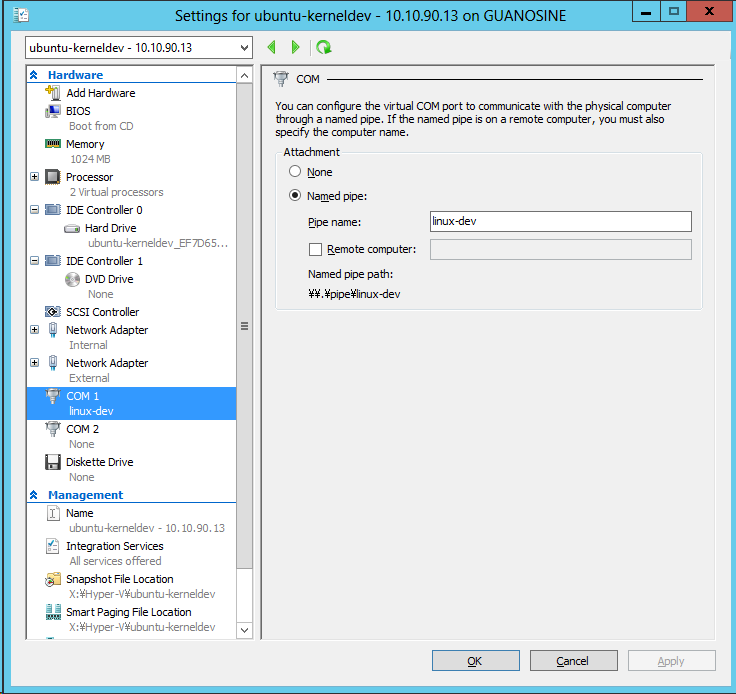 Settings for ubuntu-kerneldev - 10.10.90.13 on GUANOSINE
ubuntu-kerneldev - 10.10.90.13
Hardware
Add Hardware
BIOS
Boot from CD
Memory
1024 MB
Processor
2 Virtual processors
IDE Controller 0
Hard Drive
ubuntu-kerneldev_EF7D65...
IDE Controller 1
DVD Drive
None
SCSI Controller
Network Adapter
Internal
Network Adapter
External
COM 1
linux-dev
COM 2
None
Diskette Drive
None
Management
Name
ubuntu-kerneldev - 10.10.90.13
Integration Services
All services offered
Snapshot File Location
X:¥Hyper-V¥ubuntu-kerneldev
Smart Paging File Location
X:¥Hyper-V¥ubuntu-kerneldev
COM
You can configure the virtual COM port to communicate with the physical computer
through a named pipe. If the named pipe is on a remote computer, you must also
specify the computer name.
Attachment
None
Named pipe:
Pipe name:
linux-dev
Remote computer:
Named pipe path:
¥¥.¥pipe¥linux-dev
OK
Cancel
Apply